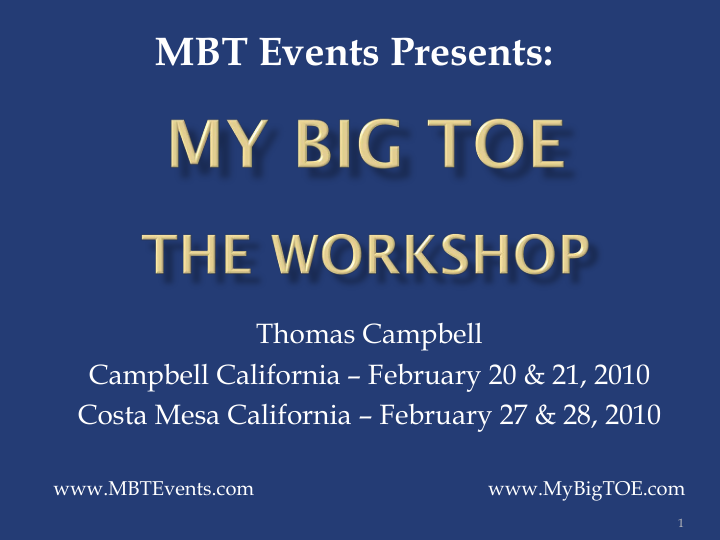 MBT Events Presents:
MY BIG TOE
THE WORKSHOP
Thomas Campbell
Campbell California – February 20 & 21, 2010
Costa Mesa California – February 27 & 28, 2010
www.MBTEvents.com www.MyBigTOE.com
1